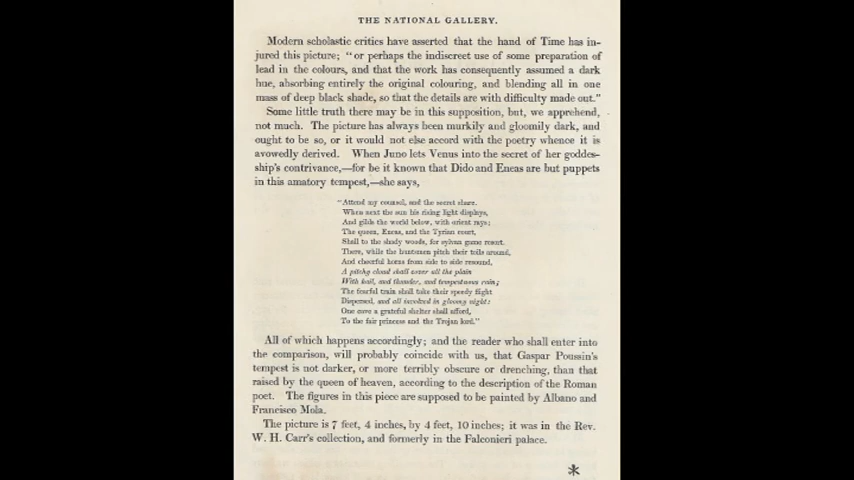 THE NATIONAL GALLERY.
Modern scholastic critics have asserted that the hand of Time has in-
jured this picture; "or perhaps the indiscreet use of some preparation of
lead in the colours, and that the work has consequently assumed a dark
hue, absorbing entirely the original colouring, and blending all in one
mass of deep black shade, so that the details are with difficulty made out."
Some little truth there may be in this supposition, but, we apprehend,
not much. The picture has always been murkily and gloomily dark, and
ought to be so, or it would not else accord with the poetry whence it is
avowedly derived. When Juno lets Venus into the secret of her goddes-
ship's contrivance,—for be it known that Dido and Eneas are but puppets
in this amatory tempest,—she says,
"Attend my counsel, and the secret share.
When next the sun his rising light displays,
And gilds the world below, with orient rays;
The queen, Eneas, and the Tyrian court,
Shall to the shady woods, for sylvan game resort.
There, while the huntsmen pitch their toils around,
And cheerful horns from side to side resound,
A pitchy cloud shall cover all the plain
With hail, and thunder, and tempestuous rain;
The fearful train shall take their speedy flight
Dispersed, and all involved in gloomy night:
One cave a grateful shelter shall afford,
To the fair princess and the Trojan lord."
All of which happens accordingly; and the reader who shall enter into
the comparison, will probably coincide with us, that Gaspar Poussin's
tempest is not darker, or more terribly obscure or drenching, than that
raised by the queen of heaven, according to the description of the Roman
poet. The figures in this piece are supposed to be painted by Albano and
Francisco Mola.
The picture is 7 feet, 4 inches, by 4 feet, 10 inches; it was in the Rev.
W. H. Carr's collection, and formerly in the Falconieri palace.
*